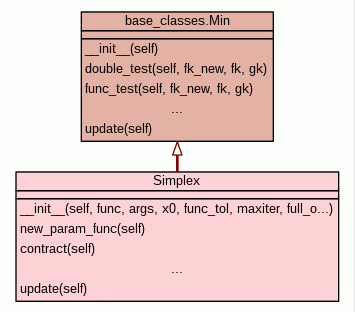 base_classes.Min
__init__(self)
double_test(self, fk_new, fk, gk)
func_test(self, fk_new, fk, gk)
...
update(self)
Simplex
__init__(self, func, args, x0, func_tol, maxiter, full_o...)
new_param_func(self)
contract(self)
...
update(self)